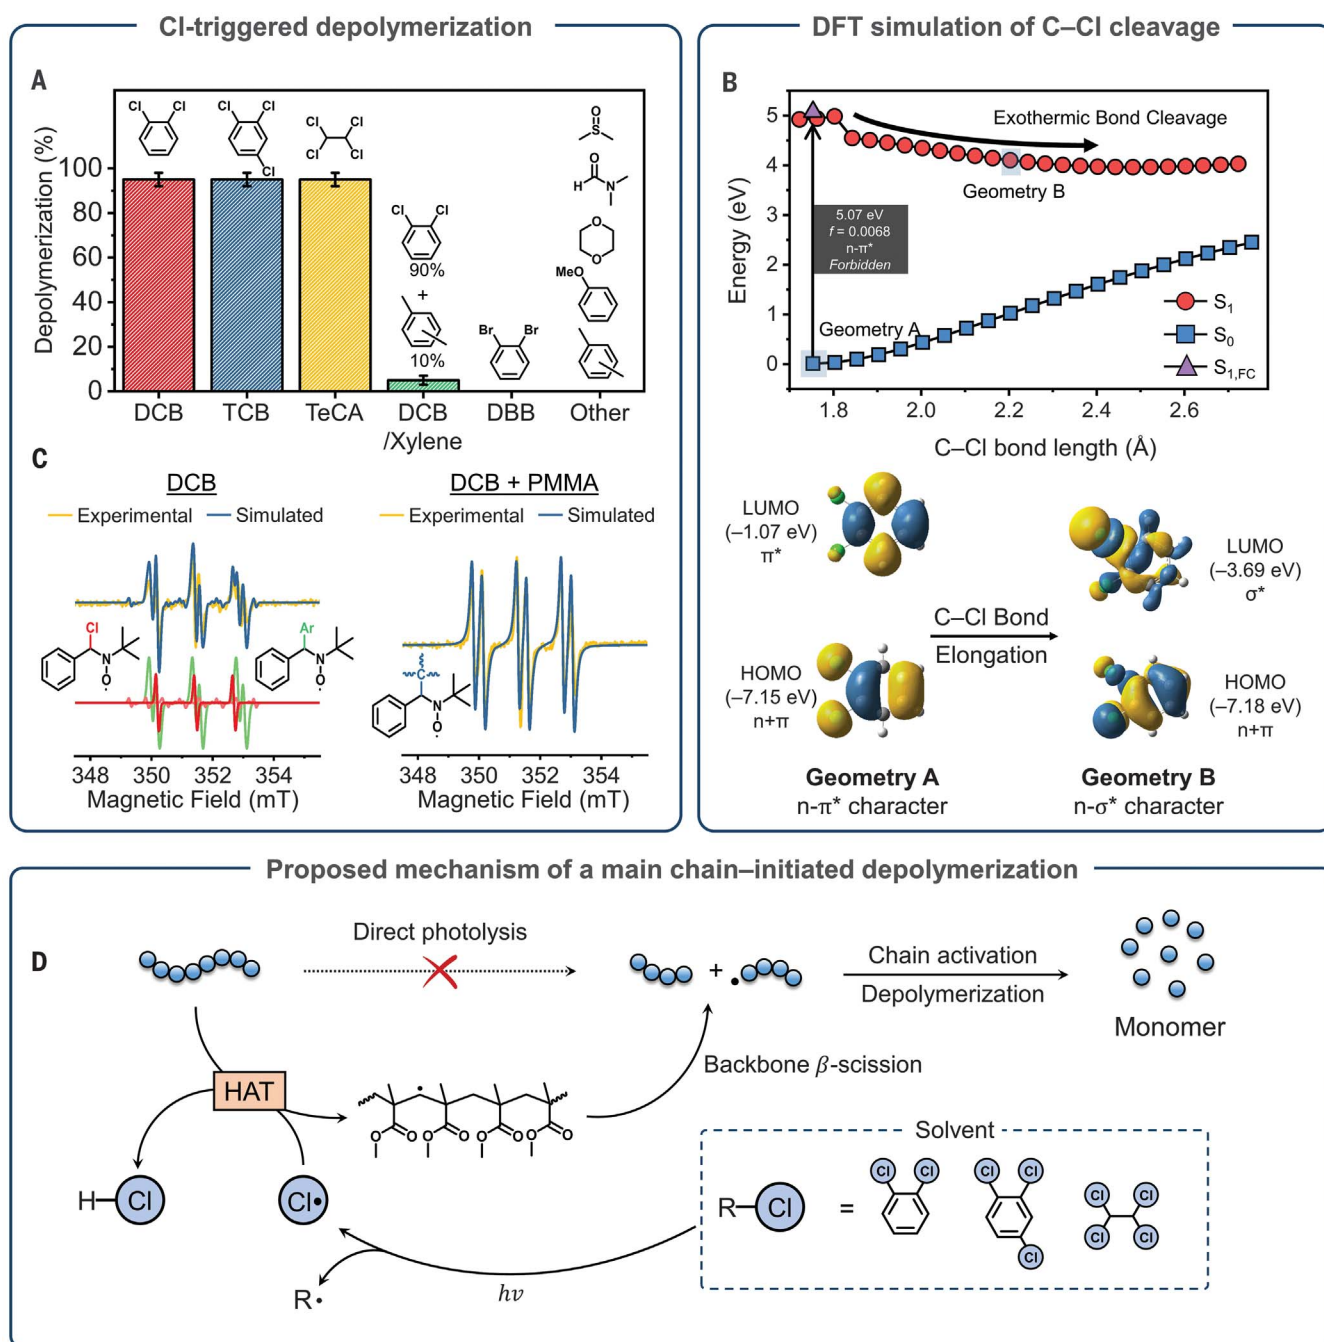 Cl-triggered depolymerization
A
Depolymerization (%)
100
80
60
40
20
0
Cl Cl
Cl Cl Cl
Cl Cl Cl Cl
Cl Cl
90%
+
10%
Br Br
O
S
O
H N
O
O
MeO
DCB
TCB
TeCA
DCB
/Xylene
DBB
Other
C
DCB
Experimental
Simulated
Cl
N
O
Ar
N
O
348
350
352
354
Magnetic Field (mT)
DCB + PMMA
Experimental
Simulated
C
N
O
348
350
352
354
Magnetic Field (mT)
DFT simulation of C–Cl cleavage
B
Energy (eV)
5
4
3
2
1
0
Exothermic Bond Cleavage
Geometry B
5.07 eV
f = 0.0068
n-π*
Forbidden
Geometry A
S1
S0
S1,FC
1.8
2.0
2.2
2.4
2.6
C–Cl bond length (Å)
LUMO
(–1.07 eV)
π*
HOMO
(–7.15 eV)
n+π
C–Cl Bond
Elongation
LUMO
(–3.69 eV)
σ*
HOMO
(–7.18 eV)
n+π
Geometry A
n-π* character
Geometry B
n-σ* character
Proposed mechanism of a main chain–initiated depolymerization
D
Direct photolysis
+
Chain activation
Depolymerization
Monomer
Backbone β-scission
HAT
O O O O O O O O
H Cl
Cl•
R•
hν
Solvent
R Cl
=
Cl Cl
Cl Cl Cl
Cl Cl Cl Cl